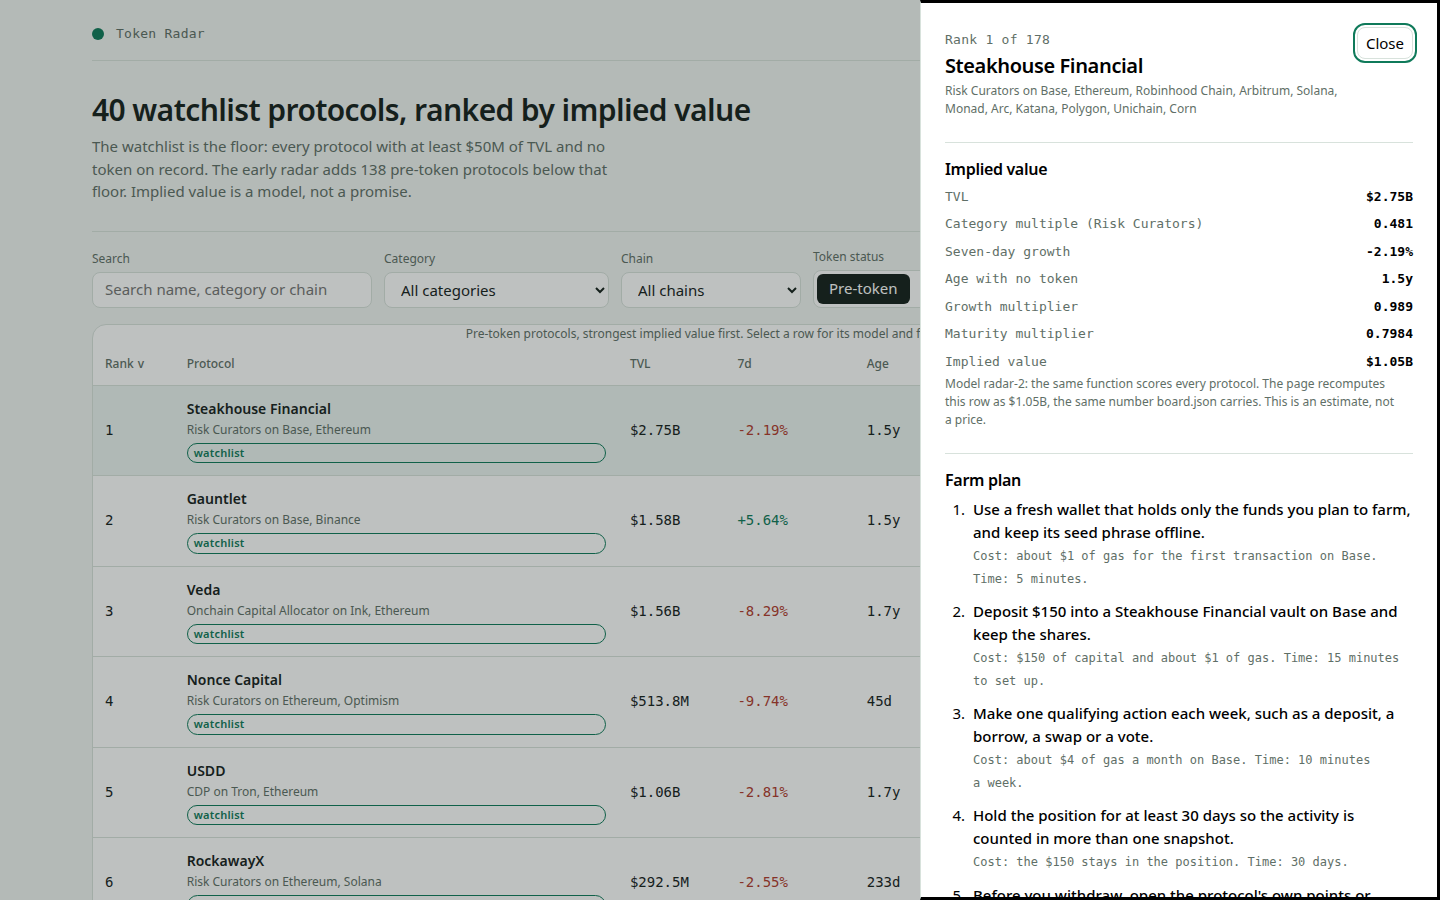 Token Radar
40 watchlist protocols, ranked by implied value
The watchlist is the floor: every protocol with at least $50M of TVL and no
token on record. The early radar adds 138 pre-token protocols below that
floor. Implied value is a model, not a promise.
Search
Category
Chain
Token status
Search name, category or chain
All categories
All chains
Pre-token
Pre-token protocols, strongest implied value first. Select a row for its model and f
Rank v
Protocol
TVL
7d
Age
1
Steakhouse Financial
Risk Curators on Base, Ethereum
watchlist
$2.75B
-2.19%
1.5y
2
Gauntlet
Risk Curators on Base, Binance
watchlist
$1.58B
+5.64%
1.5y
3
Veda
Onchain Capital Allocator on Ink, Ethereum
watchlist
$1.56B
-8.29%
1.7y
4
Nonce Capital
Risk Curators on Ethereum, Optimism
watchlist
$513.8M
-9.74%
45d
5
USDD
CDP on Tron, Ethereum
watchlist
$1.06B
-2.81%
1.7y
6
RockawayX
Risk Curators on Ethereum, Solana
$292.5M
-2.55%
233d
Rank 1 of 178
Close
Steakhouse Financial
Risk Curators on Base, Ethereum, Robinhood Chain, Arbitrum, Solana,
Monad, Arc, Katana, Polygon, Unichain, Corn
Implied value
TVL $2.75B
Category multiple (Risk Curators) 0.481
Seven-day growth -2.19%
Age with no token 1.5y
Growth multiplier 0.989
Maturity multiplier 0.7984
Implied value $1.05B
Model radar-2: the same function scores every protocol. The page recomputes
this row as $1.05B, the same number board.json carries. This is an estimate, not
a price.
Farm plan
1. Use a fresh wallet that holds only the funds you plan to farm,
and keep its seed phrase offline.
Cost: about $1 of gas for the first transaction on Base.
Time: 5 minutes.
2. Deposit $150 into a Steakhouse Financial vault on Base and
keep the shares.
Cost: $150 of capital and about $1 of gas. Time: 15 minutes
to set up.
3. Make one qualifying action each week, such as a deposit, a
borrow, a swap or a vote.
Cost: about $4 of gas a month on Base. Time: 10 minutes
a week.
4. Hold the position for at least 30 days so the activity is
counted in more than one snapshot.
Cost: the $150 stays in the position. Time: 30 days.
5. Before you withdraw, open the protocol's own points or